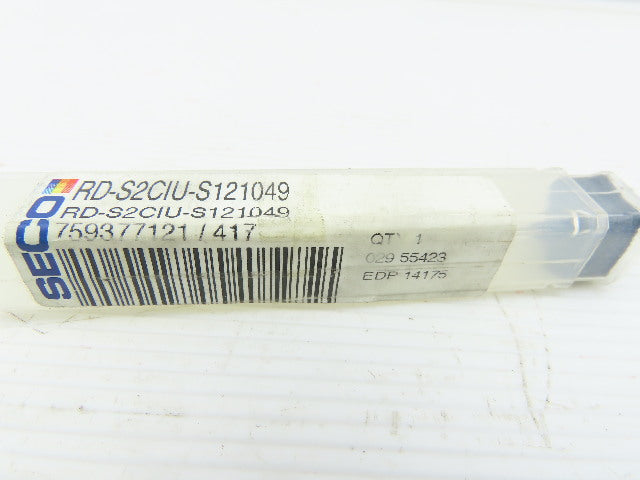 SECO
RD-S2CIU-S121049
RD-S2CIU-S121049
759377121 / 417
QTY 1
029 55423
EDP 14175